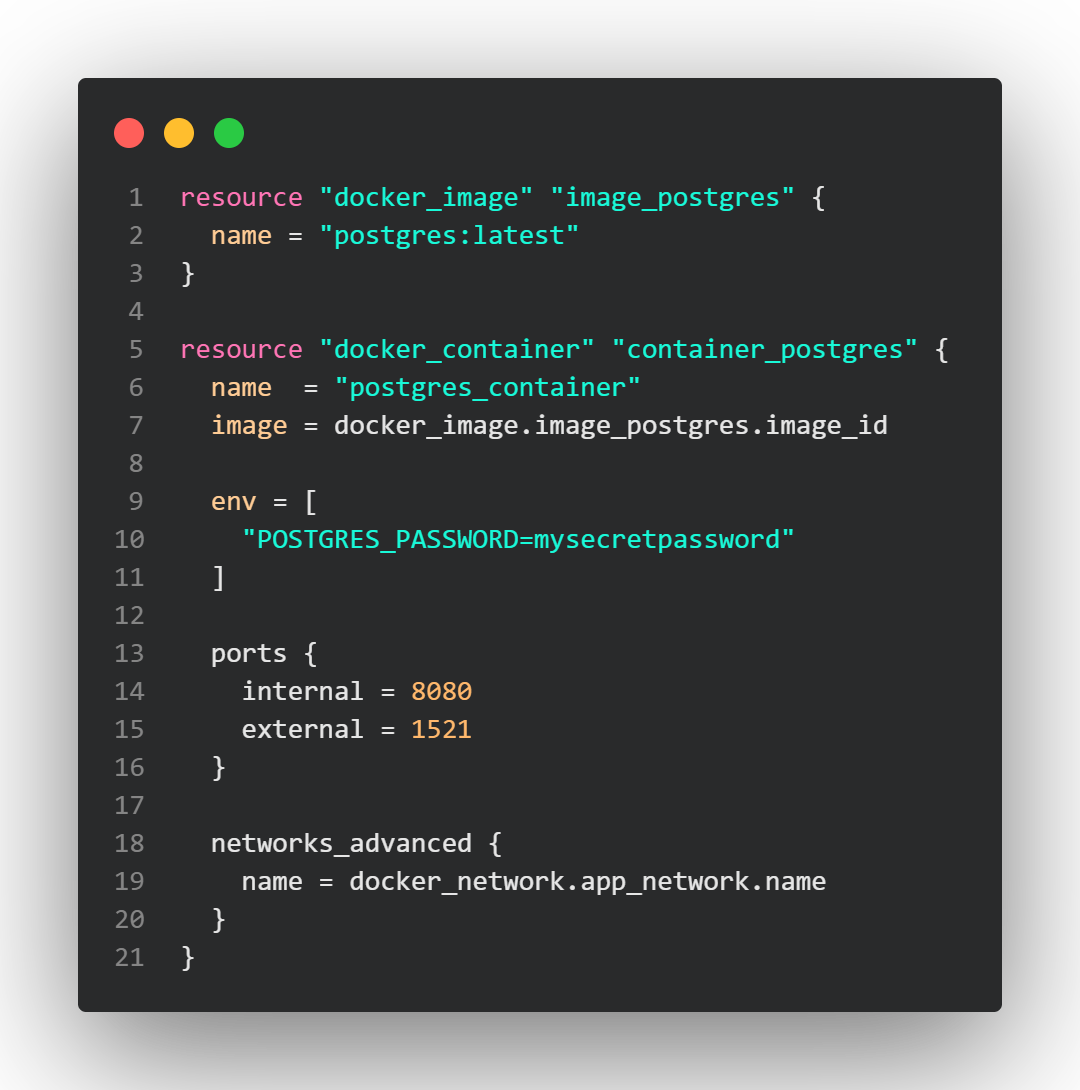 1 resource "docker_image" "image_postgres" {
2   name = "postgres:latest"
3 }
4
5 resource "docker_container" "container_postgres" {
6   name  = "postgres_container"
7   image = docker_image.image_postgres.image_id
8
9   env = [
10     "POSTGRES_PASSWORD=mysecretpassword"
11   ]
12
13   ports {
14     internal = 8080
15     external = 1521
16   }
17
18   networks_advanced {
19     name = docker_network.app_network.name
20   }
21 }